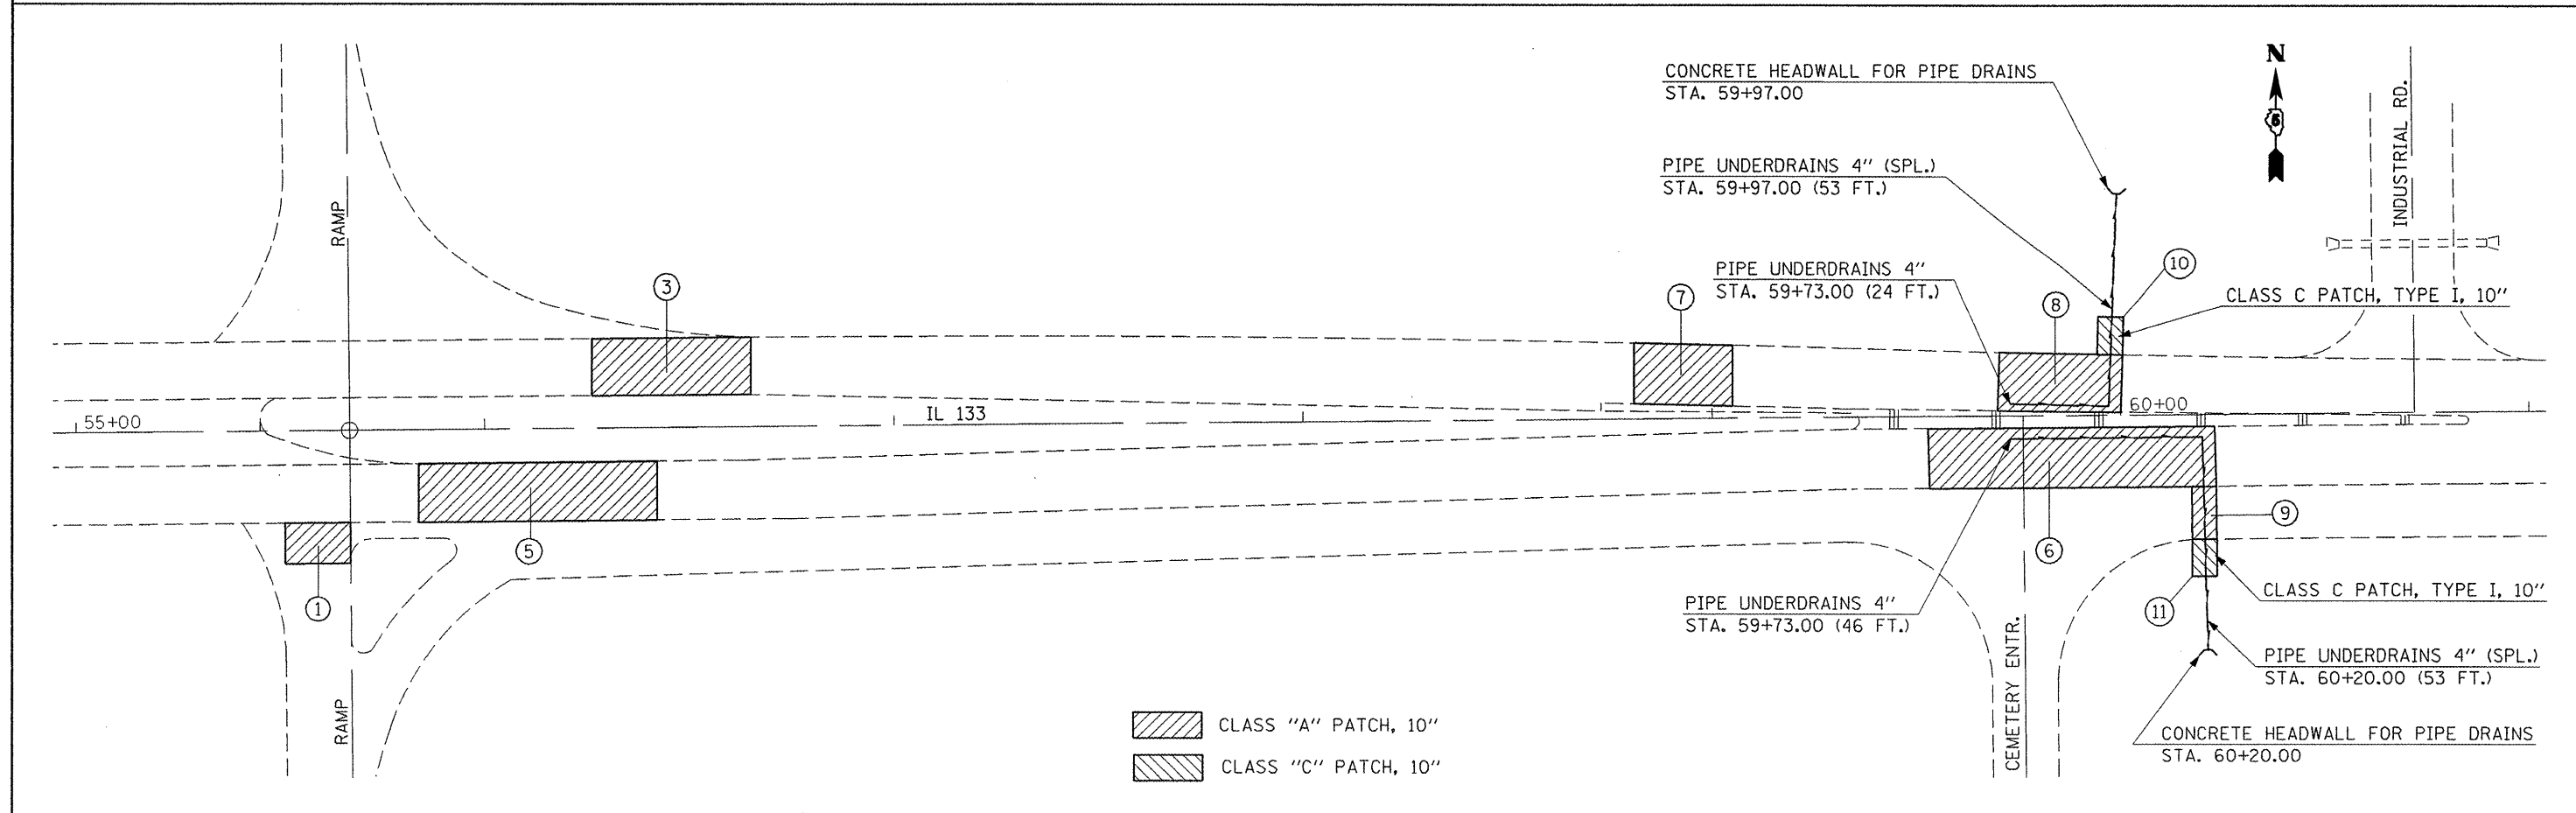 CONCRETE HEADWALL FOR PIPE DRAINS
STA. 59+97.00
PIPE UNDERDRAINS 4" (SPL.)
STA. 59+97.00 (53 FT.)
PIPE UNDERDRAINS 4"
STA. 59+73.00 (24 FT.)
N
5
INDUSTRIAL RD.
RAMP
3
7
8
10
CLASS C PATCH, TYPE I, 10"
55+00
IL 133
60+00
1
5
6
9
11
PIPE UNDERDRAINS 4"
STA. 59+73.00 (46 FT.)
CLASS C PATCH, TYPE I, 10"
PIPE UNDERDRAINS 4" (SPL.)
STA. 60+20.00 (53 FT.)
CONCRETE HEADWALL FOR PIPE DRAINS
STA. 60+20.00
CEMETERY ENTR.
RAMP
CLASS "A" PATCH, 10"
CLASS "C" PATCH, 10"